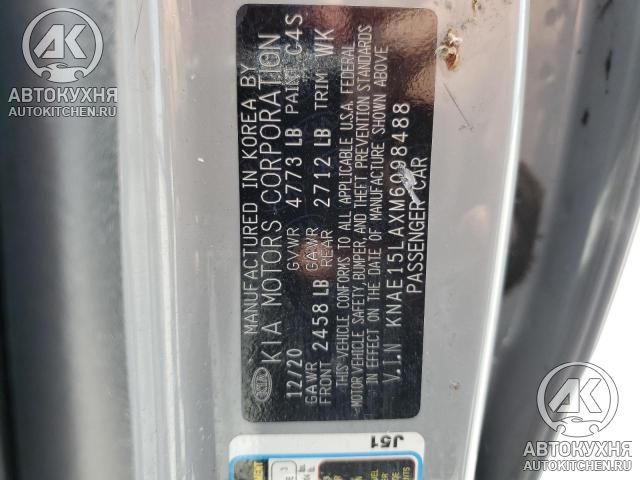 MANUFACTURED IN KOREA BY
KIA MOTORS CORPORATION
12/20 GVWR 4773 LB PAINT C4S
GAWR FRONT 2458 LB GAWR REAR 2712 LB TRIM WK
THIS VEHICLE CONFORMS TO ALL APPLICABLE U.S.A. FEDERAL
MOTOR VEHICLE SAFETY, BUMPER, AND THEFT PREVENTION STANDARDS
IN EFFECT ON THE DATE OF MANUFACTURE SHOWN ABOVE
V.I.N KNAE15LAXM6098488
PASSENGER CAR
KIA
J51
АК
АВТОКУХНЯ
AUTOKITCHEN.RU
АК
АВТОКУХНЯ
AUTOKITCHEN.RU